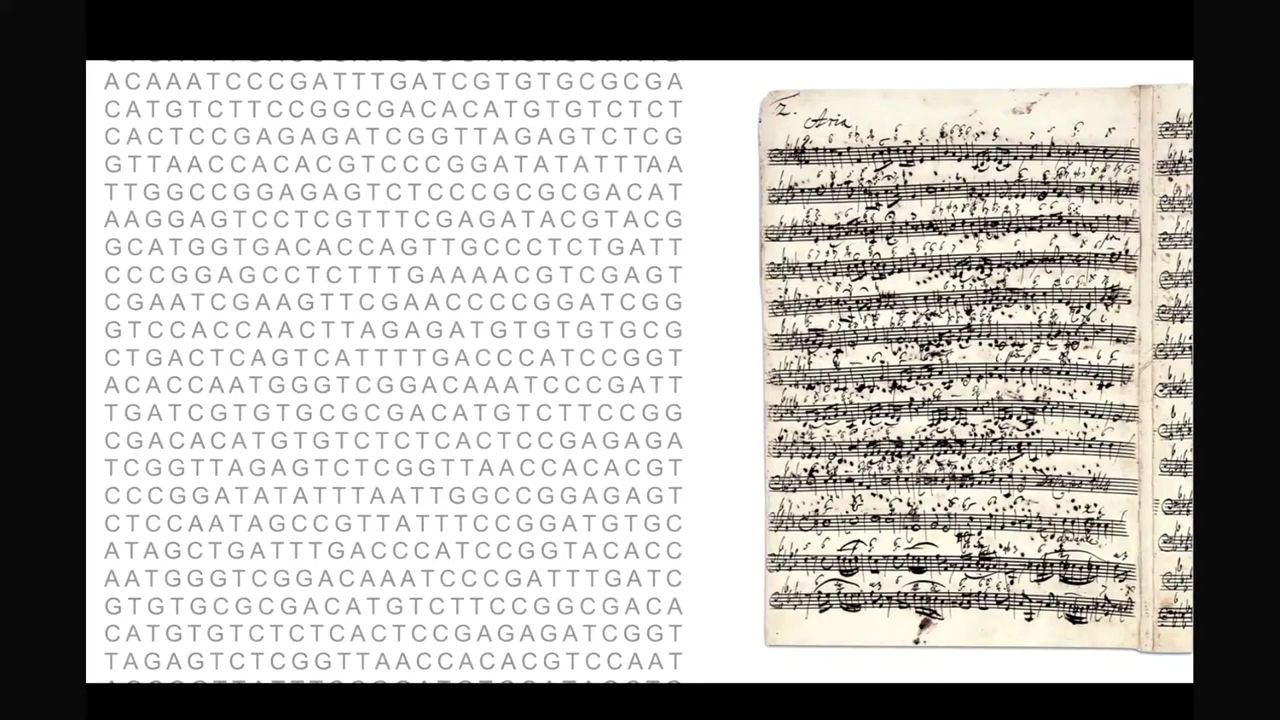 ACAAATCCCGATTTGATCGTGTGCGCGA
CATGTCTTCCGGCGACACATGTGTCTCT
CACTCCGAGAGATCGGTTAGAGTCTCG
GTTAACCACACGTCCCGGATATATTTAA
TTGGCCGGAGAGTCTCCCGCGCGACAT
AAGGAGTCCTCGTTTCGAGATACGTACG
GCATGGTGACACCAGTTGCCCTCTGATT
CCCGGAGCCTCTTTGAAAACGTCGAGT
CGAATCGAAGTTCGAACCCCGGATCGG
GTCCACCAACTTAGAGATGTGTGTGCG
CTGACTCAGTCATTTTGACCCATCCGGT
ACACCAATGGGTCGGACAAATCCCGATT
TGATCGTGTGCGCGACATGTCTTCCGG
CGACACATGTGTCTCTCACTCCGAGAGA
TCGGTTAGAGTCTCGGTTAACCACACGT
CCCGGATATATTTAATTGGCCGGAGAGT
CTCCAATAGCCGTTATTTCCGGATGTGC
ATAGCTGATTTGACCCATCCGGTACACC
AATGGGTCGGACAAATCCCGATTTGATC
GTGTGCGCGACATGTCTTCCGGCGACA
CATGTGTCTCTCACTCCGAGAGATCGGT
TAGAGTCTCGGTTAACCACACGTCCAAT
2. Aria